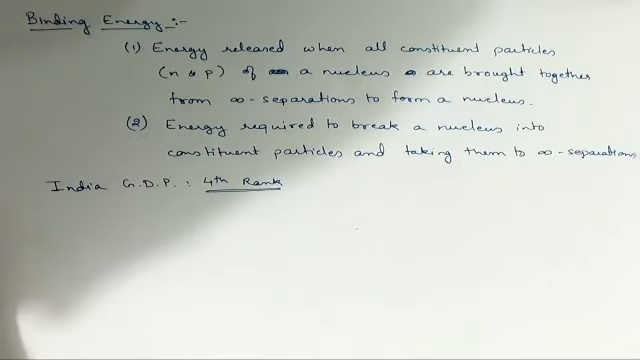 Binding Energy :-
(1) Energy released when all constituent particles
(n & p) of a nucleus are brought together
from ∞-separations to form a nucleus.
(2) Energy required to break a nucleus into
constituent particles and taking them to ∞-separations.
India G.D.P. : 4th Rank